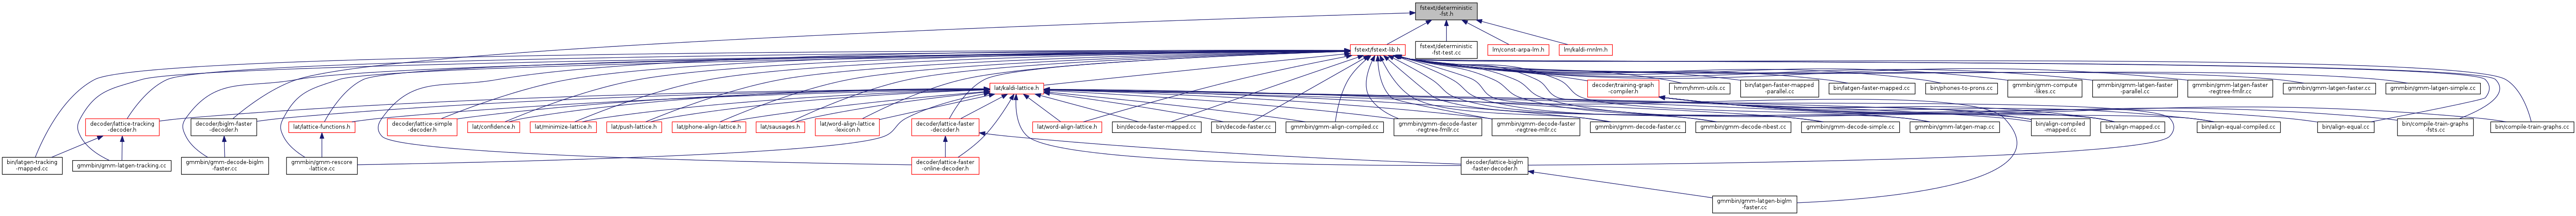 fstext/deterministic
-fst.h
fstext/fstext-lib.h
fstext/deterministic
-fst-test.cc
lm/const-arpa-lm.h
lm/kaldi-rnnlm.h
lat/kaldi-lattice.h
decoder/training-graph
-compiler.h
hmm/hmm-utils.cc
bin/latgen-faster-mapped
-parallel.cc
bin/latgen-faster-mapped.cc
bin/phones-to-prons.cc
gmmbin/gmm-compute
-likes.cc
gmmbin/gmm-latgen-faster
-parallel.cc
gmmbin/gmm-latgen-faster
-regtree-fmllr.cc
gmmbin/gmm-latgen-faster.cc
gmmbin/gmm-latgen-simple.cc
decoder/lattice-tracking
-decoder.h
decoder/biglm-faster
-decoder.h
lat/lattice-functions.h
decoder/lattice-simple
-decoder.h
lat/confidence.h
lat/minimize-lattice.h
lat/push-lattice.h
lat/phone-align-lattice.h
lat/sausages.h
lat/word-align-lattice
-lexicon.h
decoder/lattice-faster
-decoder.h
lat/word-align-lattice.h
bin/decode-faster-mapped.cc
bin/decode-faster.cc
gmmbin/gmm-align-compiled.cc
gmmbin/gmm-decode-faster
-regtree-fmllr.cc
gmmbin/gmm-decode-faster
-regtree-mllr.cc
gmmbin/gmm-decode-faster.cc
gmmbin/gmm-decode-nbest.cc
gmmbin/gmm-decode-simple.cc
gmmbin/gmm-latgen-map.cc
bin/align-compiled
-mapped.cc
bin/align-mapped.cc
bin/align-equal-compiled.cc
bin/align-equal.cc
bin/compile-train-graphs
-fsts.cc
bin/compile-train-graphs.cc
bin/latgen-tracking
-mapped.cc
gmmbin/gmm-latgen-tracking.cc
gmmbin/gmm-decode-biglm
-faster.cc
gmmbin/gmm-rescore
-lattice.cc
decoder/lattice-faster
-online-decoder.h
decoder/lattice-biglm
-faster-decoder.h
gmmbin/gmm-latgen-biglm
-faster.cc